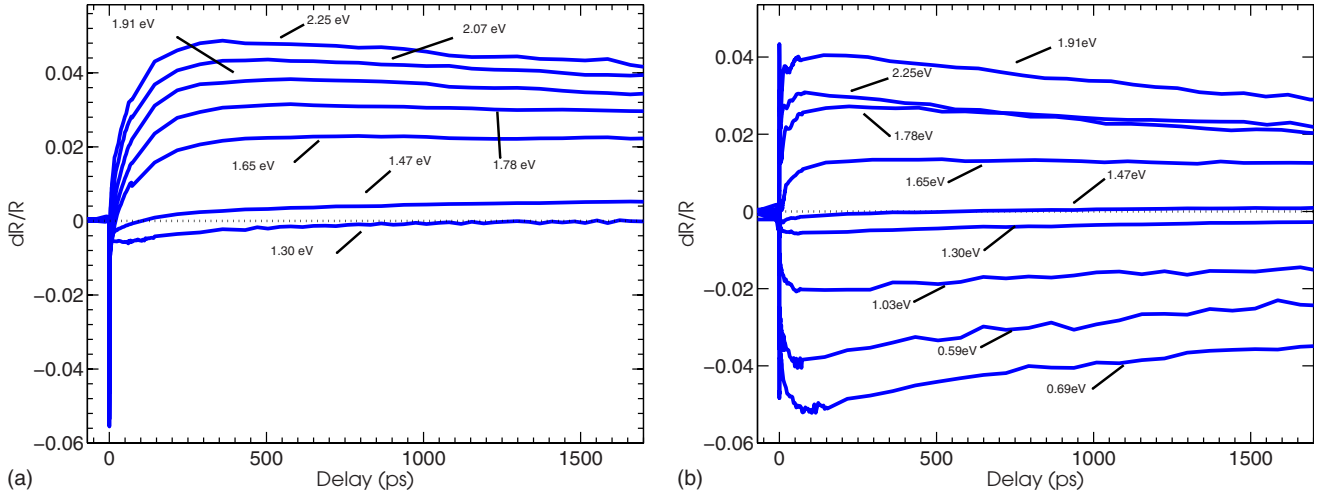 1.91 eV
2.25 eV
2.07 eV
0.04
0.02
1.65 eV
1.47 eV
1.78 eV
0
1.30 eV
−0.02
−0.04
−0.06
dR/R
0
500
1000
1500
Delay (ps)
(a)
0.04
1.91eV
2.25eV
0.02
1.78eV
1.65eV
1.47eV
0
1.30eV
−0.02
1.03eV
0.59eV
−0.04
0.69eV
−0.06
dR/R
0
500
1000
1500
Delay (ps)
(b)